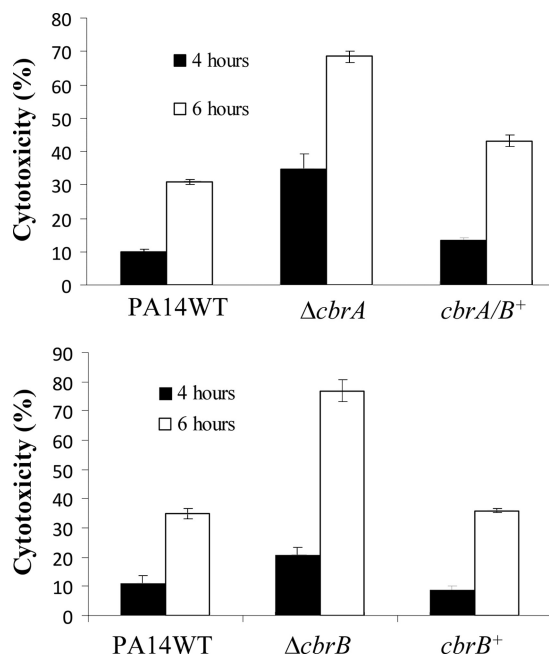 Cytotoxicity (%)
80
70
60
50
40
30
20
10
0
4 hours
6 hours
PA14WT ΔcbrA cbrA/B⁺
Cytotoxicity (%)
90
80
70
60
50
40
30
20
10
0
4 hours
6 hours
PA14WT ΔcbrB cbrB⁺